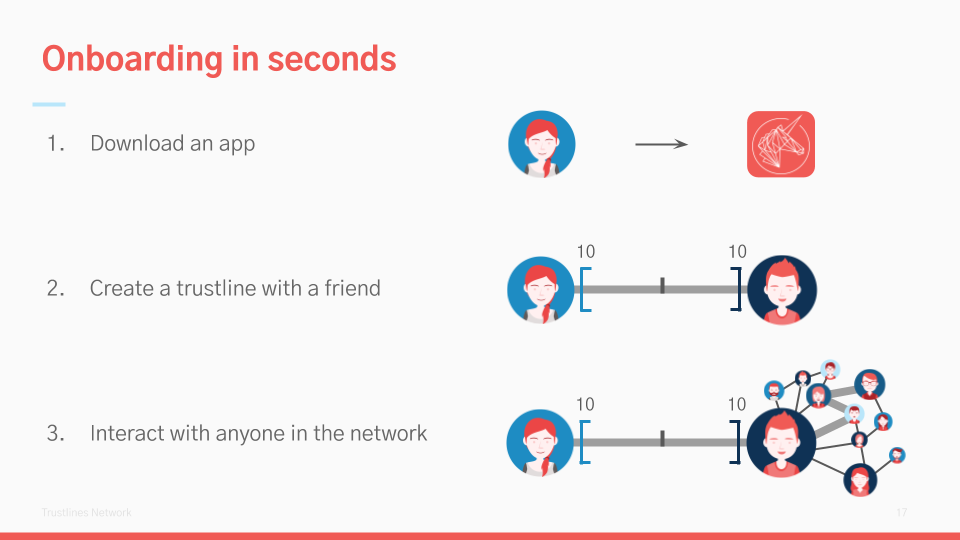 Onboarding in seconds
1. Download an app
10 10
2. Create a trustline with a friend
10 10
3. Interact with anyone in the network
Trustlines Network 17